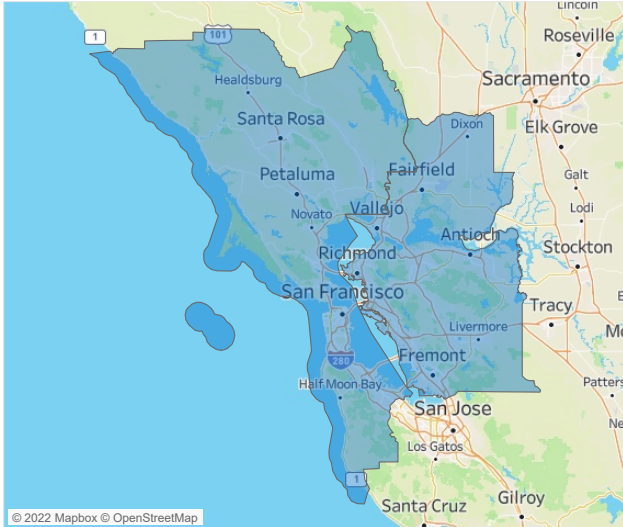 Lincoln
1
101
Roseville
Healdsburg
Sacramento
Santa Rosa
Dixon
Elk Grove
Petaluma
Fairfield
Galt
Vallejo
Lodi
Novato
Antioch
Richmond
Stockton
San Francisco
Tracy
Livermore
280
Fremont
Half Moon Bay
Patters
San Jose
Los Gatos
1
Gilroy
Santa Cruz
© 2022 Mapbox © OpenStreetMap